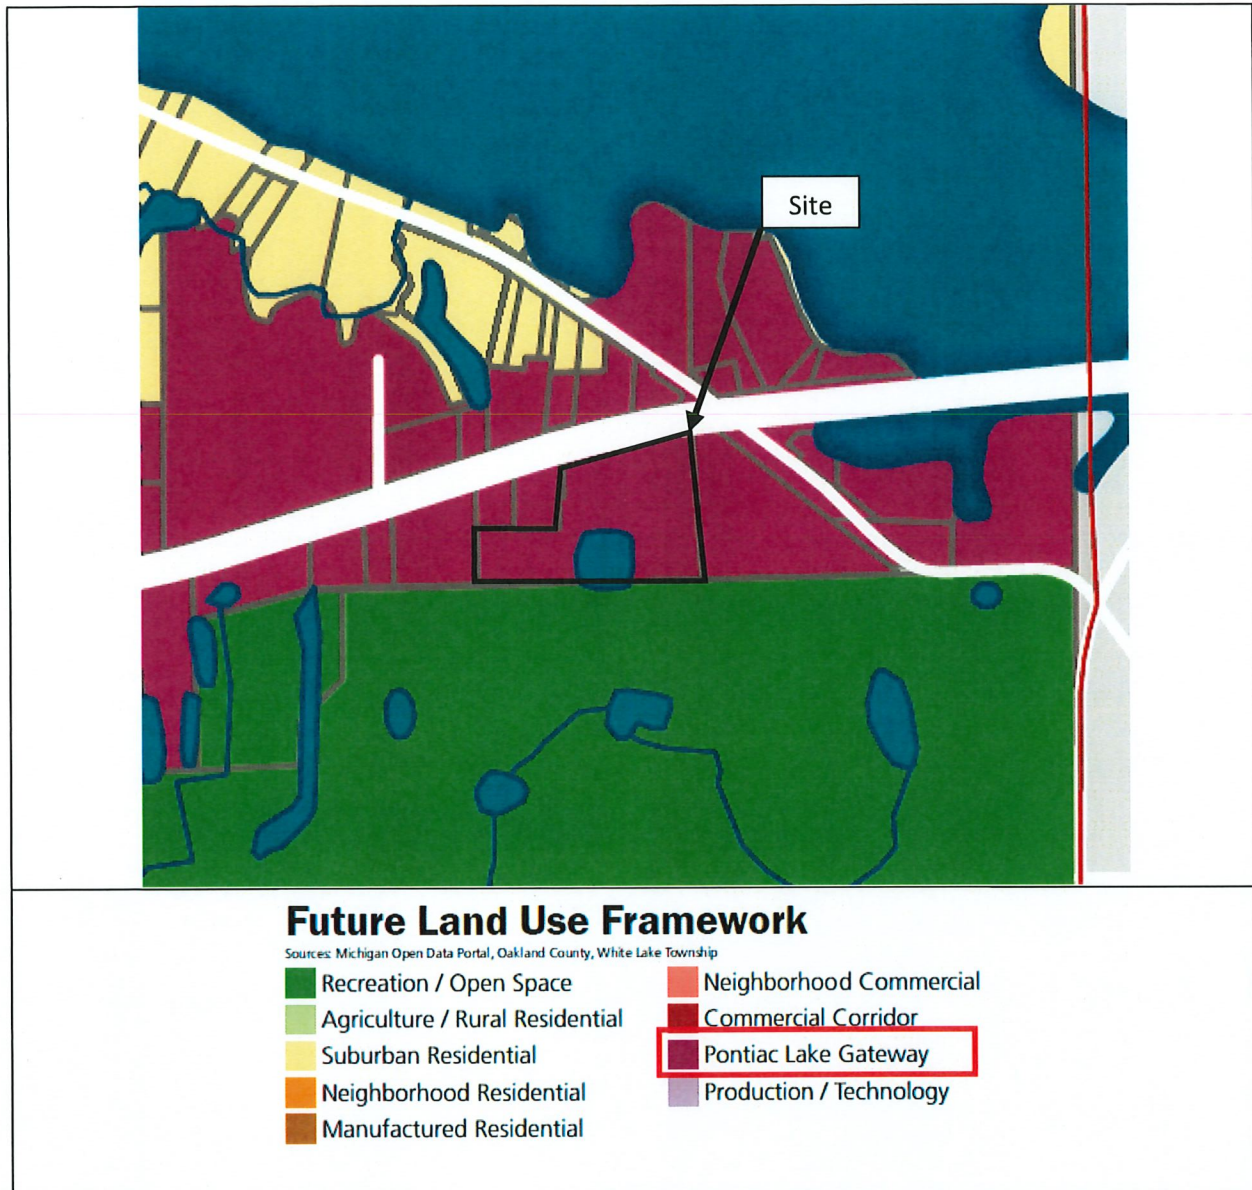 Site
Future Land Use Framework
Sources: Michigan Open Data Portal, Oakland County, White Lake Township
Recreation / Open Space
Agriculture / Rural Residential
Suburban Residential
Neighborhood Residential
Manufactured Residential
Neighborhood Commercial
Commercial Corridor
Pontiac Lake Gateway
Production / Technology